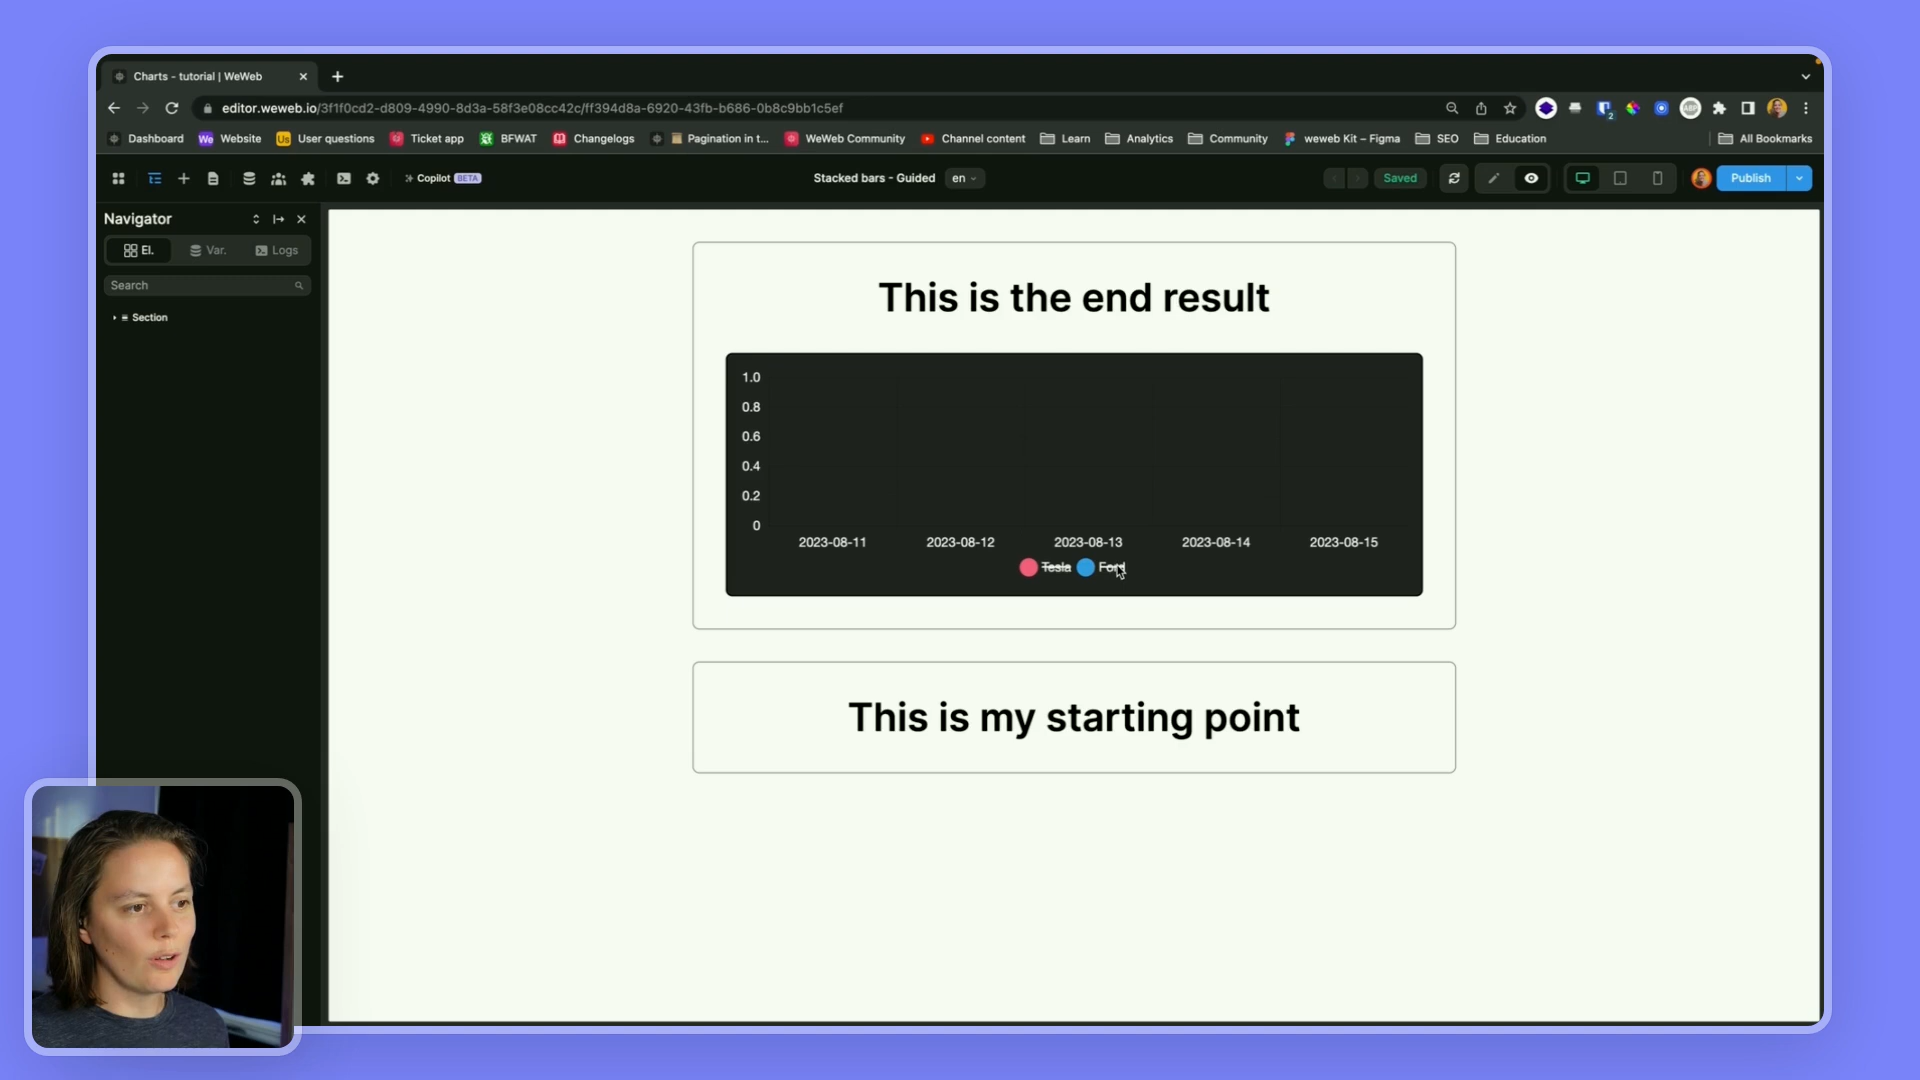 Charts - tutorial | WeWeb
editor.weweb.io/3f1f0cd2-d809-4990-8d3a-58f3e08cc42c/ff394d8a-6920-43fb-b686-0b8c9bb1c5ef
Dashboard We Website Us User questions Ticket app BFWAT Changelogs Pagination in t... WeWeb Community Channel content Learn Analytics Community weweb Kit – Figma SEO Education All Bookmarks
Copilot BETA Stacked bars - Guided en Saved Publish
Navigator
El. Var. Logs
Search
Section
This is the end result
1.0
0.8
0.6
0.4
0.2
0
2023-08-11 2023-08-12 2023-08-13 2023-08-14 2023-08-15
Tesla Ford
This is my starting point